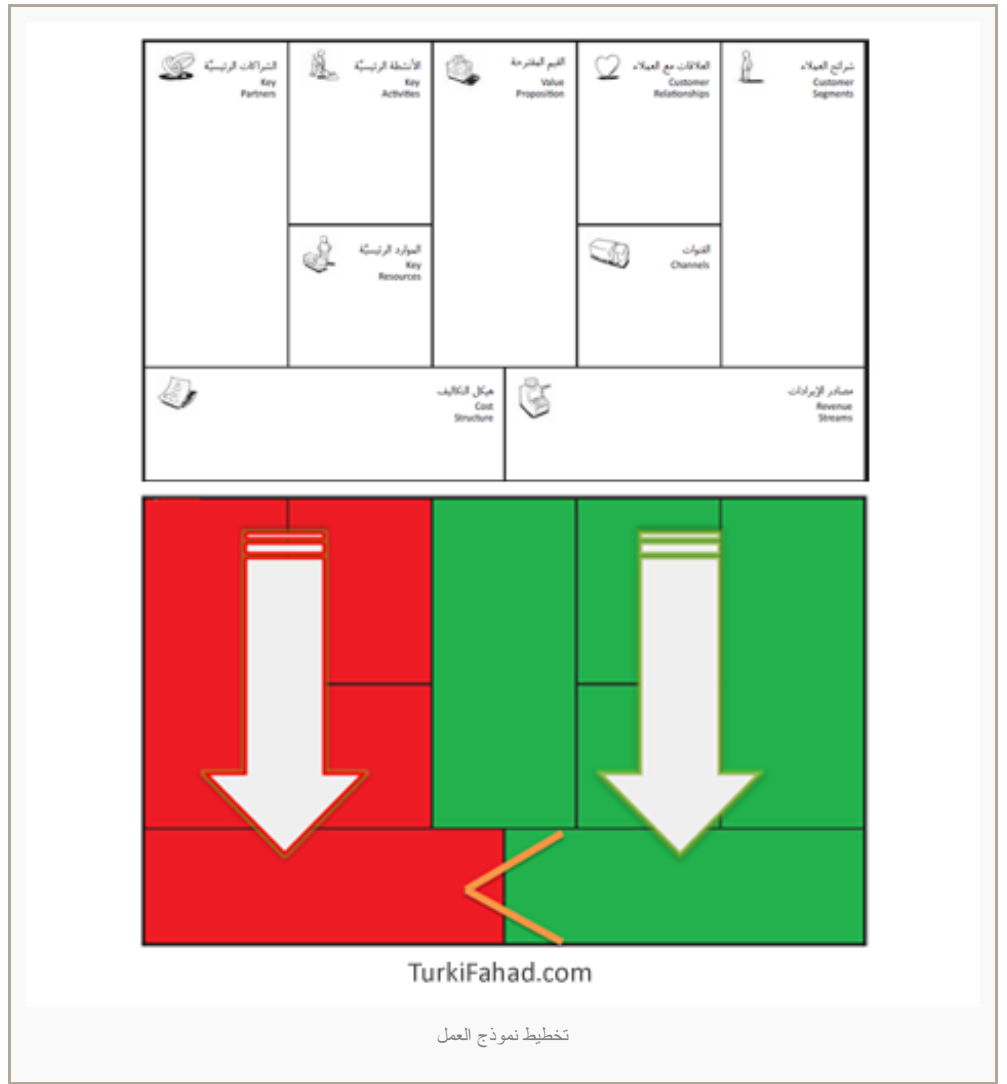 الشراكات الرئيسيَّة
Key
Partners
الأنشطة الرئيسيَّة
Key
Activities
القيم المقترحة
Value
Proposition
العلاقات مع العملاء
Customer
Relationships
شرائح العملاء
Customer
Segments
الموارد الرئيسيَّة
Key
Resources
القنوات
Channels
هيكل التكاليف
Cost
Structure
مصادر الإيرادات
Revenue
Streams
TurkiFahad.com
تخطيط نموذج العمل